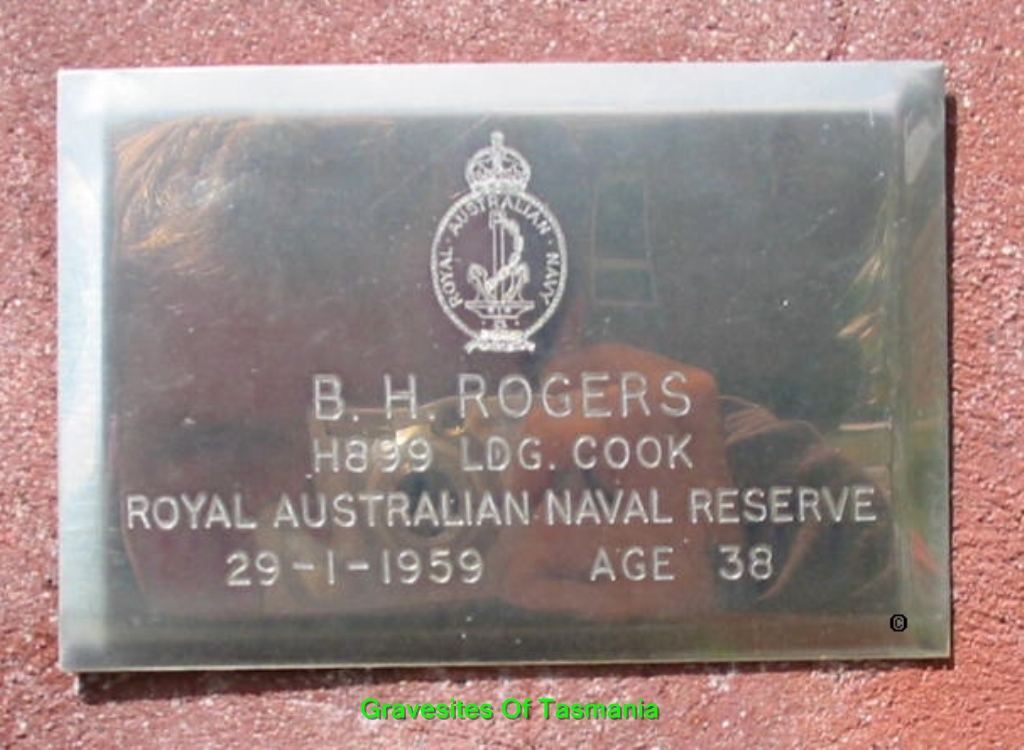 ROYAL · AUSTRALIAN · NAVY
B. H. ROGERS
H899 LDG. COOK
ROYAL AUSTRALIAN NAVAL RESERVE
29-1-1959 AGE 38
©
Gravesites Of Tasmania